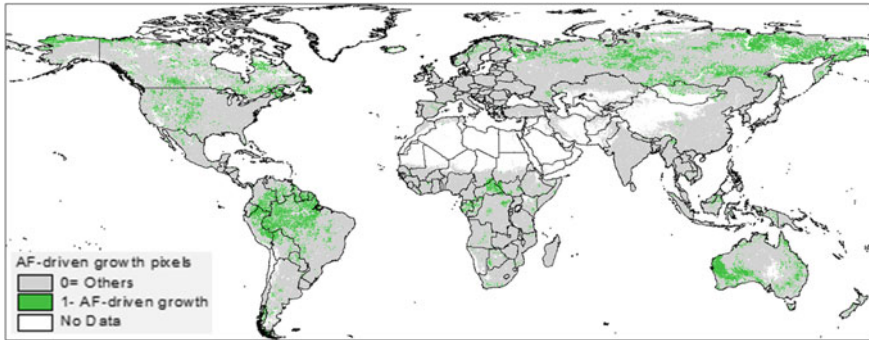 AF-driven growth pixels
0= Others
1- AF-driven growth
No Data